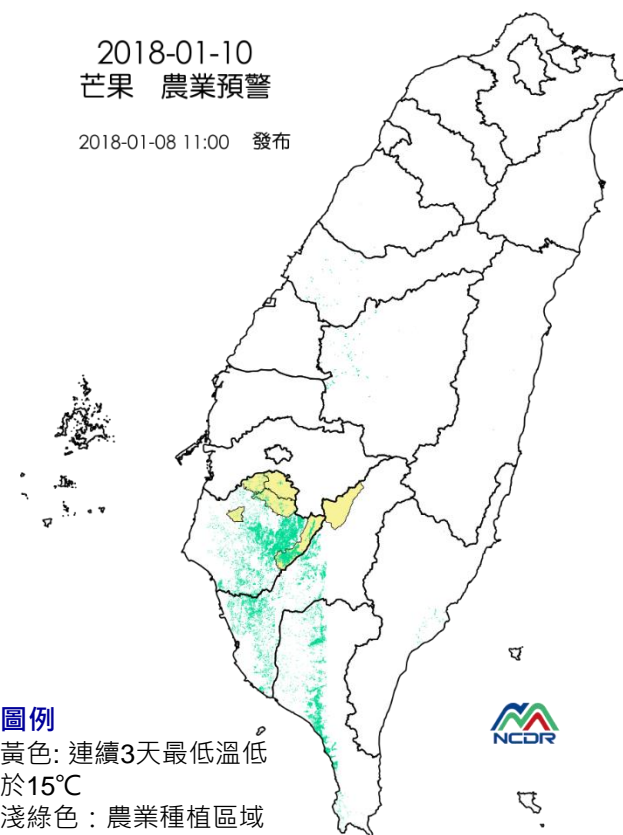 2018-01-10
芒果 農業預警
2018-01-08 11:00 發布
NCDR
圖例
黃色: 連續3天最低溫低
於15℃
淺綠色：農業種植區域